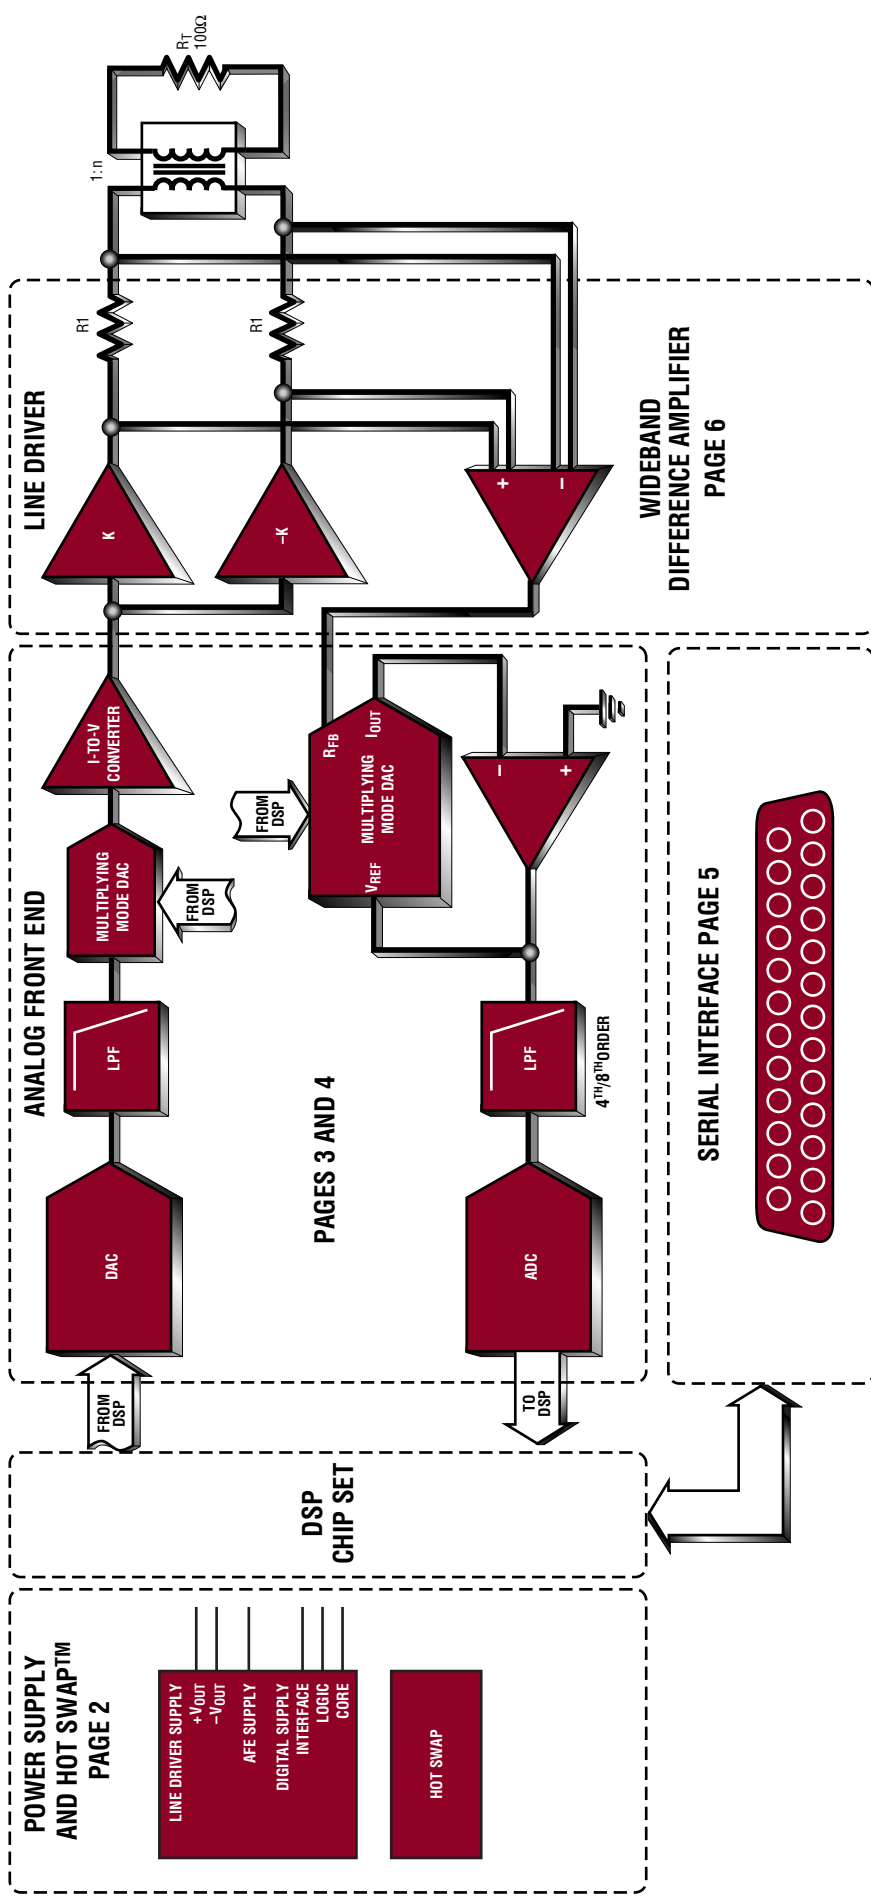 POWER SUPPLY
AND HOT SWAP™
PAGE 2
LINE DRIVER SUPPLY
+VOUT
−VOUT
AFE SUPPLY
DIGITAL SUPPLY
INTERFACE
LOGIC
CORE
HOT SWAP
DSP
CHIP SET
FROM
DSP
TO
DSP
ANALOG FRONT END
DAC
LPF
MULTIPLYING
MODE DAC
FROM
DSP
I-TO-V
CONVERTER
PAGES 3 AND 4
ADC
LPF
4TH/8TH ORDER
FROM
DSP
VREF
MULTIPLYING
MODE DAC
RFB
IOUT
−
+
LINE DRIVER
K
−K
R1
R1
1:n
RT
100Ω
+
−
WIDEBAND
DIFFERENCE AMPLIFIER
PAGE 6
SERIAL INTERFACE PAGE 5